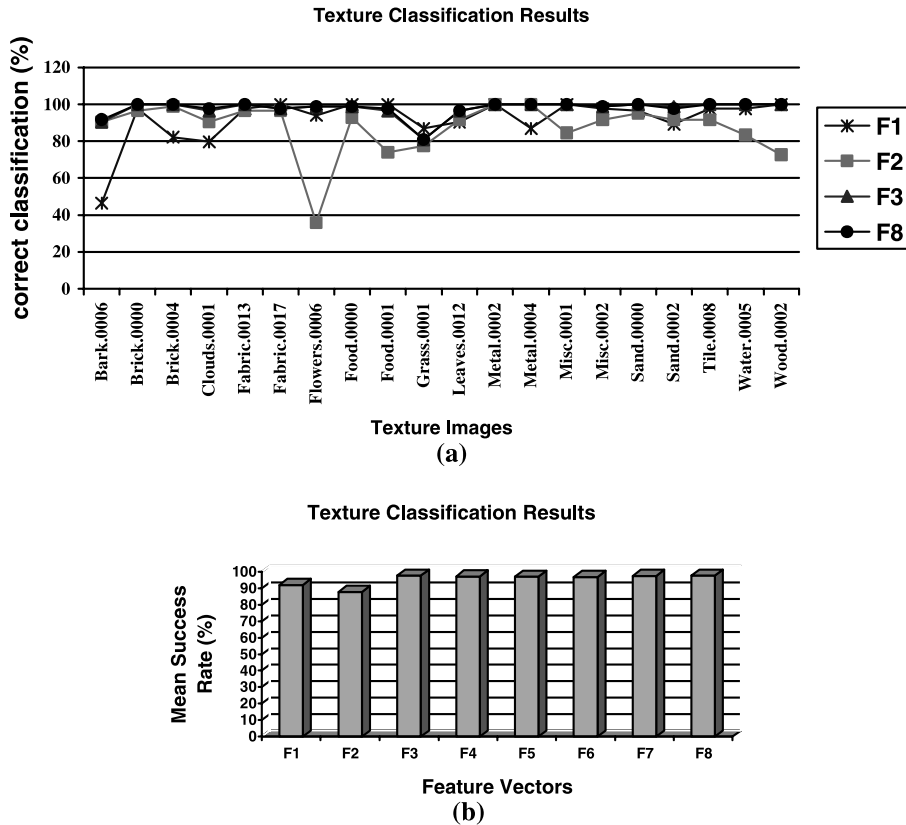 Texture Classification Results
correct classification (%)
120
100
80
60
40
20
0
Bark.0006
Brick.0000
Brick.0004
Clouds.0001
Fabric.0013
Fabric.0017
Flowers.0006
Food.0000
Food.0001
Grass.0001
Leaves.0012
Metal.0002
Metal.0004
Misc.0001
Misc.0002
Sand.0000
Sand.0002
Tile.0008
Water.0005
Wood.0002
F1
F2
F3
F8
Texture Images
(a)
Texture Classification Results
Mean Success
Rate (%)
100
90
80
70
60
50
40
30
20
10
0
F1 F2 F3 F4 F5 F6 F7 F8
Feature Vectors
(b)